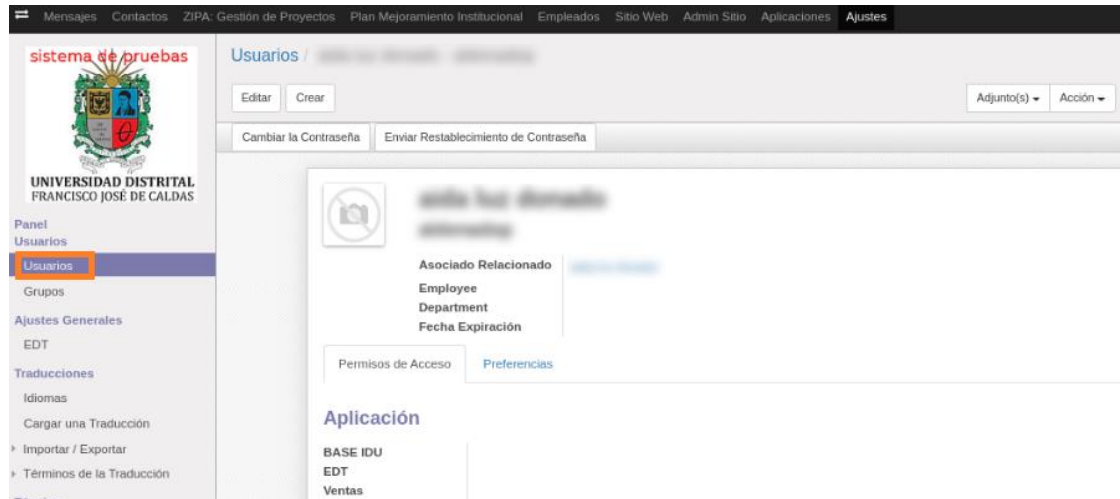 Mensajes Contactos ZIPA: Gestión de Proyectos Plan Mejoramiento Institucional Empleados Sitio Web Admin Sitio Aplicaciones Ajustes
sistema de pruebas
UNIVERSIDAD DISTRITAL
FRANCISCO JOSÉ DE CALDAS
Panel
Usuarios
Usuarios
Grupos
Ajustes Generales
EDT
Traducciones
Idiomas
Cargar una Traducción
Importar / Exportar
Términos de la Traducción
Usuarios /
Editar Crear Adjunto(s) Acción
Cambiar la Contraseña Enviar Restablecimiento de Contraseña
Asociado Relacionado
Employee
Department
Fecha Expiración
Permisos de Acceso Preferencias
Aplicación
BASE IDU
EDT
Ventas